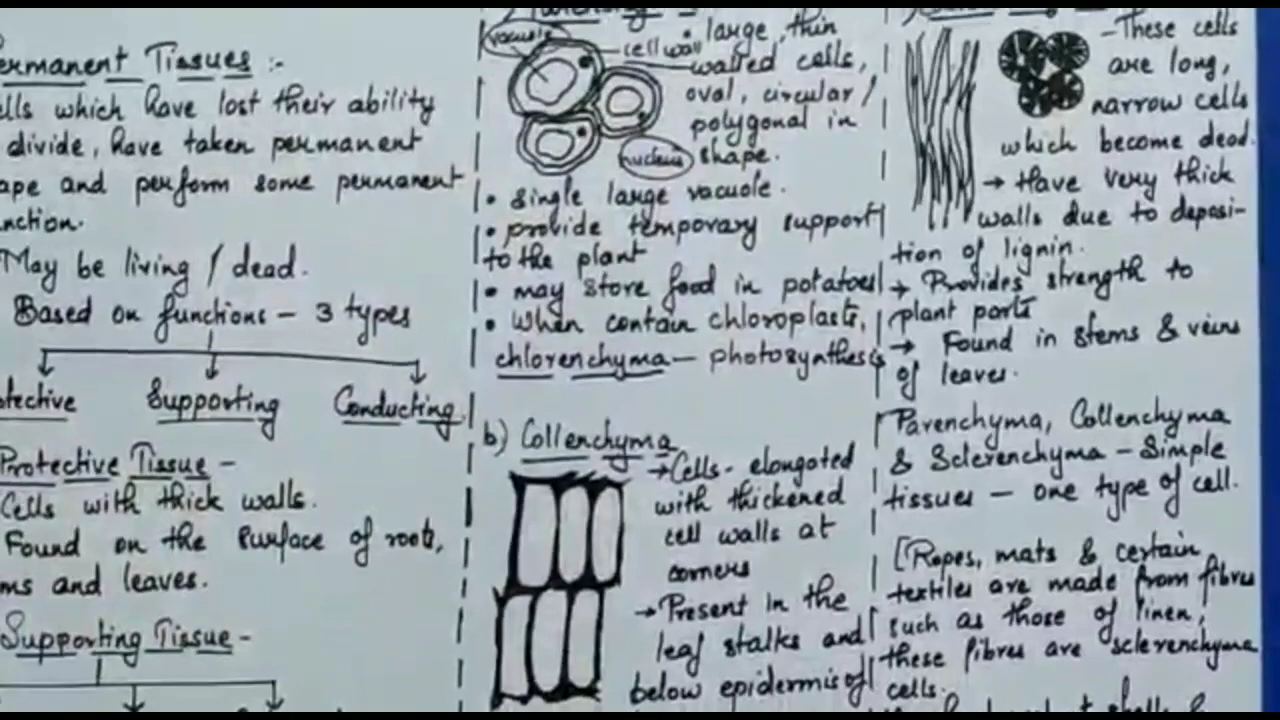 ermanent Tissues :-
ells which have lost their ability
divide, have taken permanent
ape and perform some permanent
nction.
May be living / dead.
Based on functions - 3 types
tective Supporting Conducting
Protective Tissue -
Cells with thick walls.
Found on the surface of roots,
ms and leaves.
Supporting Tissue -
vacuole
cell wall
nucleus
• large, thin
walled cells,
oval, circular /
polygonal in
shape.
• single large vacuole.
• provide temporary support
to the plant
• may store food in potatoes
• When contain chloroplasts,
chlorenchyma - photosynthesis
b) Collenchyma
→ Cells - elongated
with thickened
cell walls at
corners
→ Present in the
leaf stalks and
below epidermis of
- These cells
are long,
narrow cells
which become dead.
→ Have very thick
walls due to deposi-
tion of lignin.
→ Provides strength to
plant parts
→ Found in stems & veins
of leaves.
Parenchyma, Collenchyma
& Sclerenchyma - Simple
tissues - one type of cell.
[Ropes, mats & certain
textiles are made from fibres
such as those of linen,
these fibres are sclerenchyma
cells.